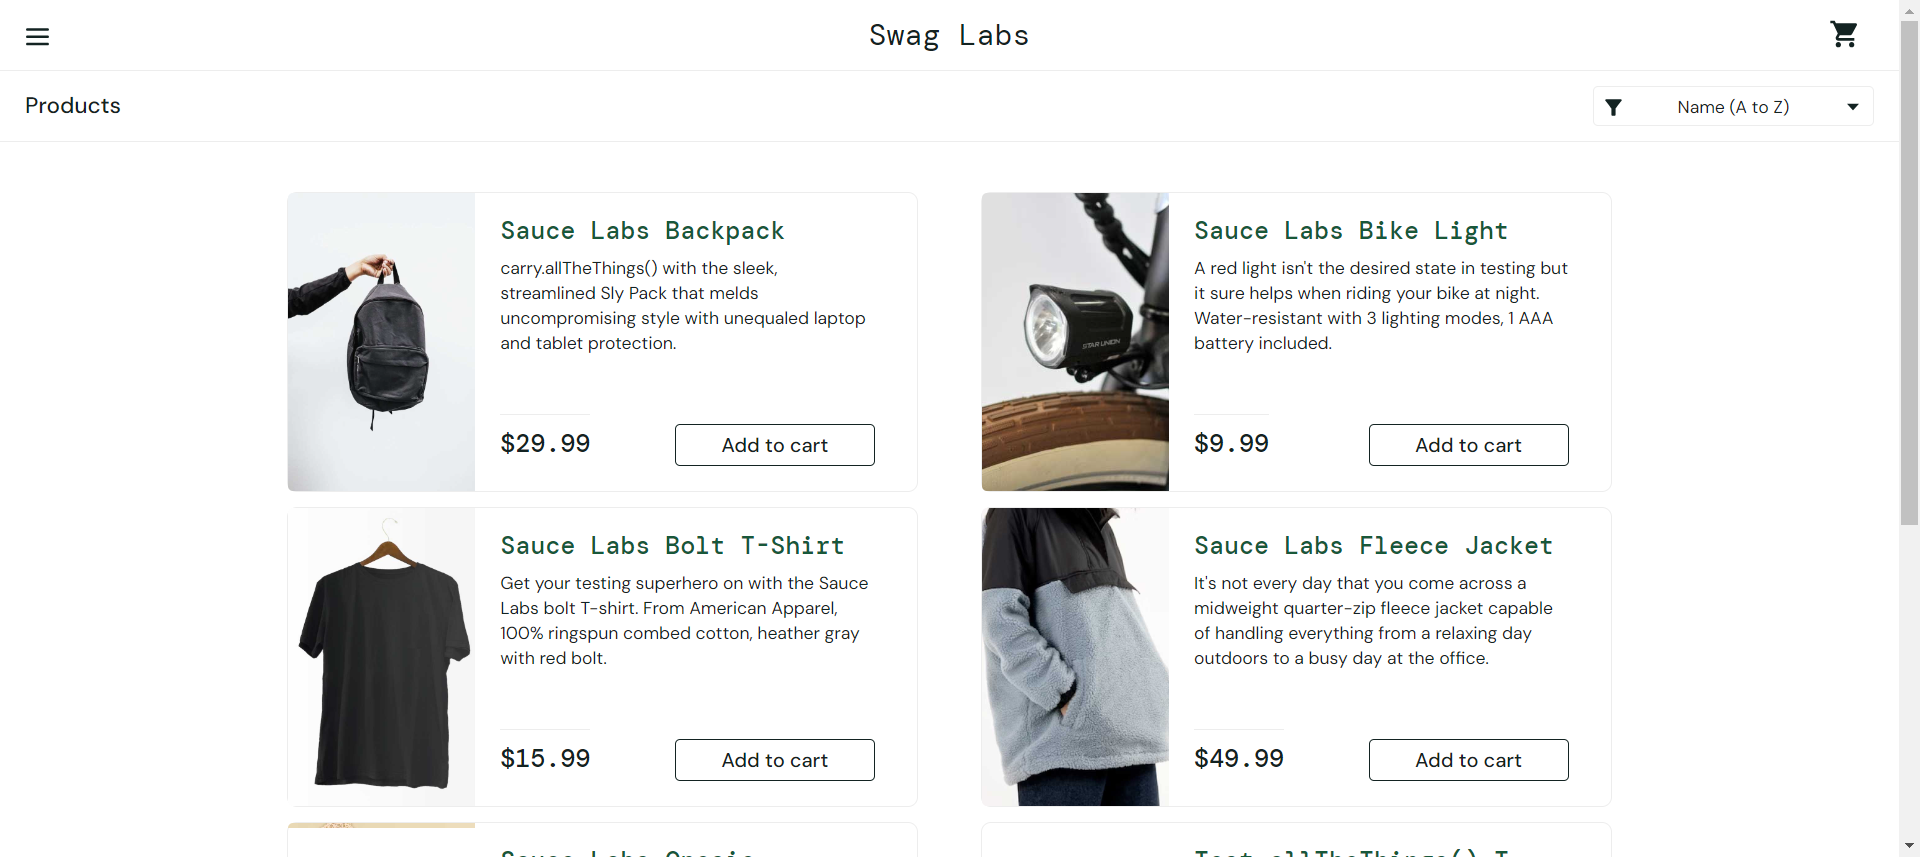 Swag Labs
Products
Name (A to Z)
Sauce Labs Backpack
carry.allTheThings() with the sleek,
streamlined Sly Pack that melds
uncompromising style with unequaled laptop
and tablet protection.
$29.99
Add to cart
Sauce Labs Bike Light
A red light isn't the desired state in testing but
it sure helps when riding your bike at night.
Water-resistant with 3 lighting modes, 1 AAA
battery included.
STAR UNION
$9.99
Add to cart
Sauce Labs Bolt T-Shirt
Get your testing superhero on with the Sauce
Labs bolt T-shirt. From American Apparel,
100% ringspun combed cotton, heather gray
with red bolt.
$15.99
Add to cart
Sauce Labs Fleece Jacket
It's not every day that you come across a
midweight quarter-zip fleece jacket capable
of handling everything from a relaxing day
outdoors to a busy day at the office.
$49.99
Add to cart
Sauce Labs Onesie
Test.allTheThings() T